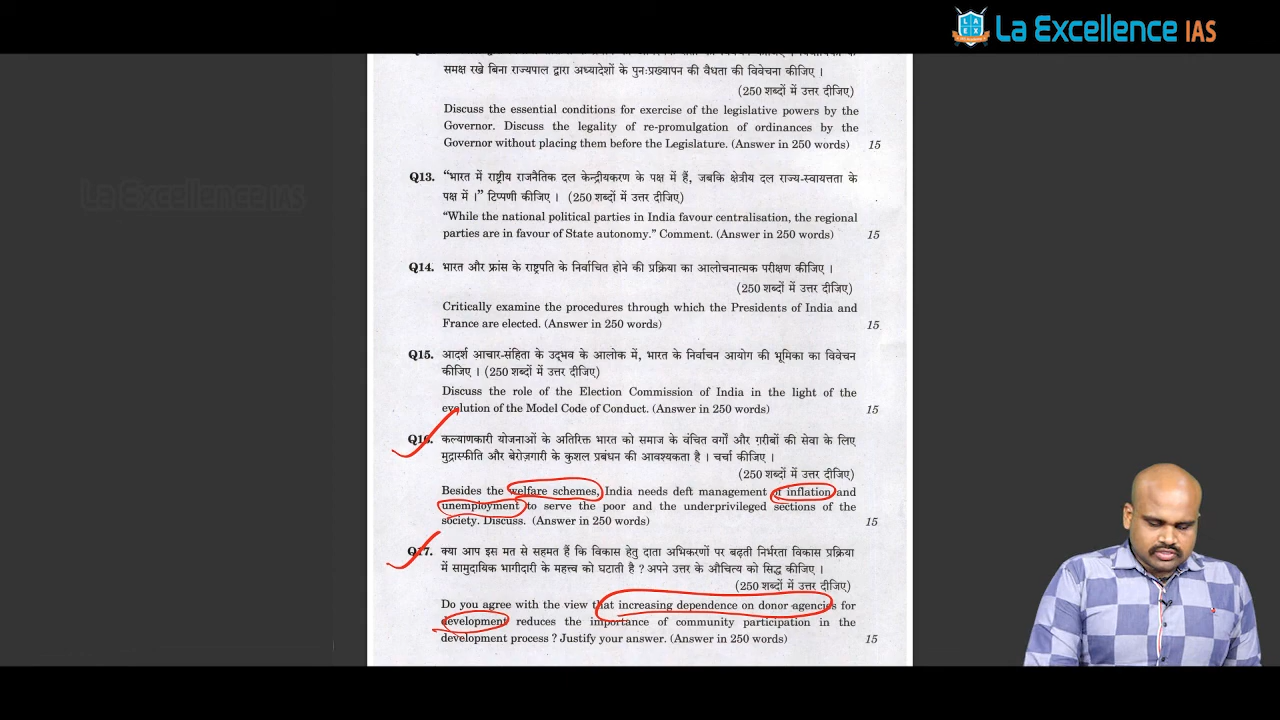 La Excellence IAS
La Excellence IAS
समक्ष रखे बिना राज्यपाल द्वारा अध्यादेशों के पुनःप्रख्यापन की वैधता की विवेचना कीजिए ।
(250 शब्दों में उत्तर दीजिए)
Discuss the essential conditions for exercise of the legislative powers by the
Governor. Discuss the legality of re-promulgation of ordinances by the
Governor without placing them before the Legislature. (Answer in 250 words) 15
Q13. “भारत में राष्ट्रीय राजनैतिक दल केन्द्रीयकरण के पक्ष में हैं, जबकि क्षेत्रीय दल राज्य-स्वायत्तता के
पक्ष में ।” टिप्पणी कीजिए । (250 शब्दों में उत्तर दीजिए)
“While the national political parties in India favour centralisation, the regional
parties are in favour of State autonomy.” Comment. (Answer in 250 words) 15
Q14. भारत और फ्रांस के राष्ट्रपति के निर्वाचित होने की प्रक्रिया का आलोचनात्मक परीक्षण कीजिए ।
(250 शब्दों में उत्तर दीजिए)
Critically examine the procedures through which the Presidents of India and
France are elected. (Answer in 250 words) 15
Q15. आदर्श आचार-संहिता के उद्भव के आलोक में, भारत के निर्वाचन आयोग की भूमिका का विवेचन
कीजिए । (250 शब्दों में उत्तर दीजिए)
Discuss the role of the Election Commission of India in the light of the
evolution of the Model Code of Conduct. (Answer in 250 words) 15
Q16. कल्याणकारी योजनाओं के अतिरिक्त भारत को समाज के वंचित वर्गों और ग़रीबों की सेवा के लिए
मुद्रास्फीति और बेरोज़गारी के कुशल प्रबंधन की आवश्यकता है । चर्चा कीजिए ।
(250 शब्दों में उत्तर दीजिए)
Besides the welfare schemes, India needs deft management of inflation and
unemployment to serve the poor and the underprivileged sections of the
society. Discuss. (Answer in 250 words) 15
Q17. क्या आप इस मत से सहमत हैं कि विकास हेतु दाता अभिकरणों पर बढ़ती निर्भरता विकास प्रक्रिया
में सामुदायिक भागीदारी के महत्त्व को घटाती है ? अपने उत्तर के औचित्य को सिद्ध कीजिए ।
(250 शब्दों में उत्तर दीजिए)
Do you agree with the view that increasing dependence on donor agencies for
development reduces the importance of community participation in the
development process ? Justify your answer. (Answer in 250 words) 15